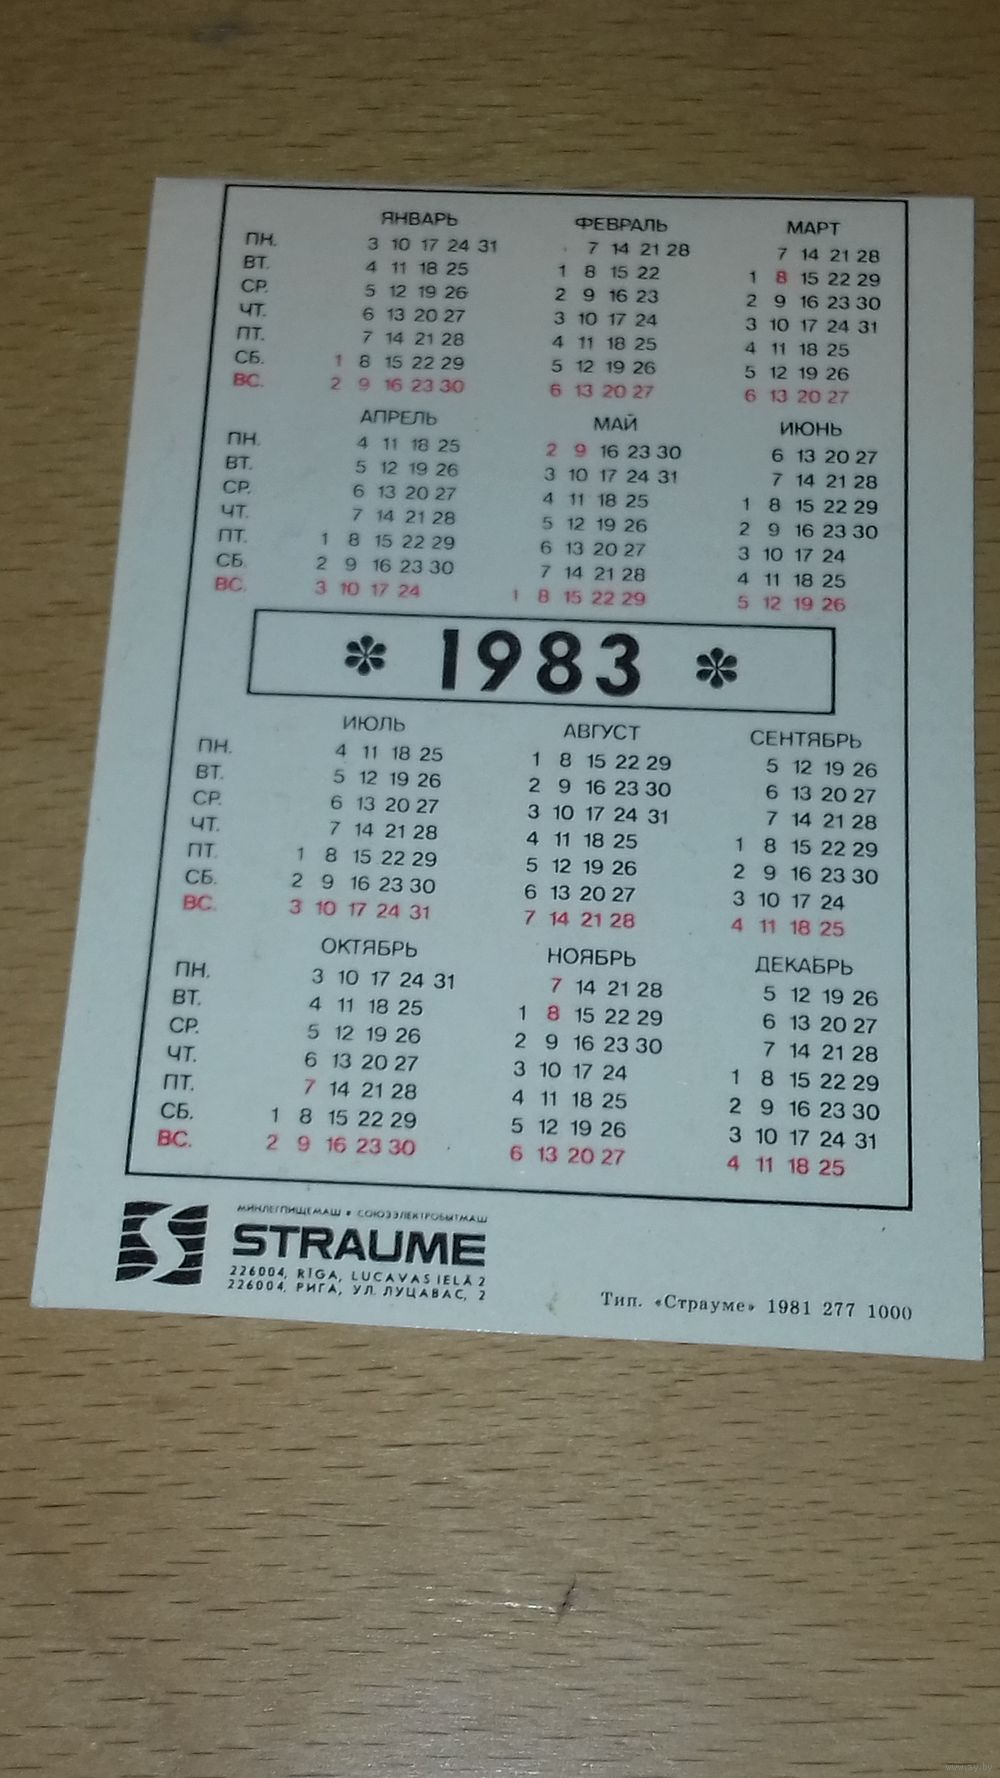 ЯНВАРЬ ФЕВРАЛЬ МАРТ
ПН. 3 10 17 24 31 7 14 21 28 7 14 21 28
ВТ. 4 11 18 25 1 8 15 22 1 8 15 22 29
СР. 5 12 19 26 2 9 16 23 2 9 16 23 30
ЧТ. 6 13 20 27 3 10 17 24 3 10 17 24 31
ПТ. 7 14 21 28 4 11 18 25 4 11 18 25
СБ. 1 8 15 22 29 5 12 19 26 5 12 19 26
ВС. 2 9 16 23 30 6 13 20 27 6 13 20 27
АПРЕЛЬ МАЙ ИЮНЬ
ПН. 4 11 18 25 2 9 16 23 30 6 13 20 27
ВТ. 5 12 19 26 3 10 17 24 31 7 14 21 28
СР. 6 13 20 27 4 11 18 25 1 8 15 22 29
ЧТ. 7 14 21 28 5 12 19 26 2 9 16 23 30
ПТ. 1 8 15 22 29 6 13 20 27 3 10 17 24
СБ. 2 9 16 23 30 7 14 21 28 4 11 18 25
ВС. 3 10 17 24 1 8 15 22 29 5 12 19 26
1983
ИЮЛЬ АВГУСТ СЕНТЯБРЬ
ПН. 4 11 18 25 1 8 15 22 29 5 12 19 26
ВТ. 5 12 19 26 2 9 16 23 30 6 13 20 27
СР. 6 13 20 27 3 10 17 24 31 7 14 21 28
ЧТ. 7 14 21 28 4 11 18 25 1 8 15 22 29
ПТ. 1 8 15 22 29 5 12 19 26 2 9 16 23 30
СБ. 2 9 16 23 30 6 13 20 27 3 10 17 24
ВС. 3 10 17 24 31 7 14 21 28 4 11 18 25
ОКТЯБРЬ НОЯБРЬ ДЕКАБРЬ
ПН. 3 10 17 24 31 7 14 21 28 5 12 19 26
ВТ. 4 11 18 25 1 8 15 22 29 6 13 20 27
СР. 5 12 19 26 2 9 16 23 30 7 14 21 28
ЧТ. 6 13 20 27 3 10 17 24 1 8 15 22 29
ПТ. 7 14 21 28 4 11 18 25 2 9 16 23 30
СБ. 1 8 15 22 29 5 12 19 26 3 10 17 24 31
ВС. 2 9 16 23 30 6 13 20 27 4 11 18 25
МИНЛЕГПИЩЕМАШ • СОЮЗЭЛЕКТРОБЫТМАШ
STRAUME
226004, RĪGA, LUCAVAS IELĀ 2
226004, РИГА, УЛ. ЛУЦАВАС, 2
Тип. «Страуме» 1981 277 1000
www.ay.by